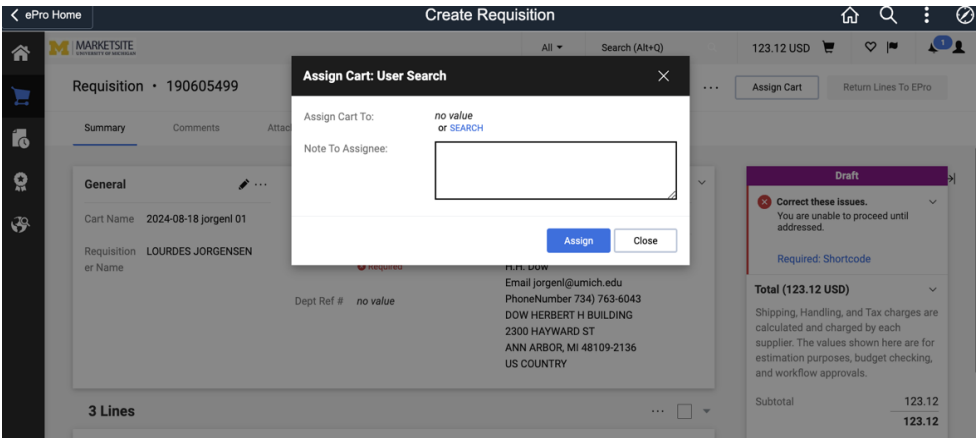 ePro Home
Create Requisition
M MARKETSITE
UNIVERSITY OF MICHIGAN
All
Search (Alt+Q)
123.12 USD
1
Requisition • 190605499
...
Assign Cart
Return Lines To EPro
Summary
Comments
Attac
Assign Cart: User Search
Assign Cart To:
no value
or SEARCH
Note To Assignee:
Assign
Close
General
...
Cart Name 2024-08-18 jorgenl 01
Requisition LOURDES JORGENSEN
er Name
Required
Dept Ref # no value
H.H. Dow
Email jorgenl@umich.edu
PhoneNumber 734) 763-6043
DOW HERBERT H BUILDING
2300 HAYWARD ST
ANN ARBOR, MI 48109-2136
US COUNTRY
Draft
Correct these issues.
You are unable to proceed until
addressed.
Required: Shortcode
Total (123.12 USD)
Shipping, Handling, and Tax charges are
calculated and charged by each
supplier. The values shown here are for
estimation purposes, budget checking,
and workflow approvals.
Subtotal 123.12
123.12
3 Lines
...